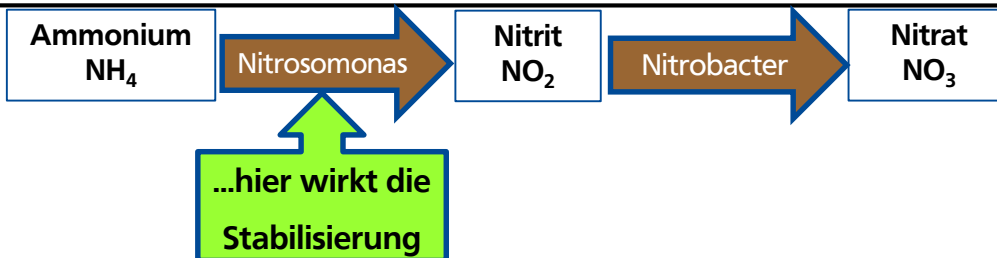 Ammonium
NH₄
Nitrosomonas
Nitrit
NO₂
Nitrobacter
Nitrat
NO₃
...hier wirkt die
Stabilisierung